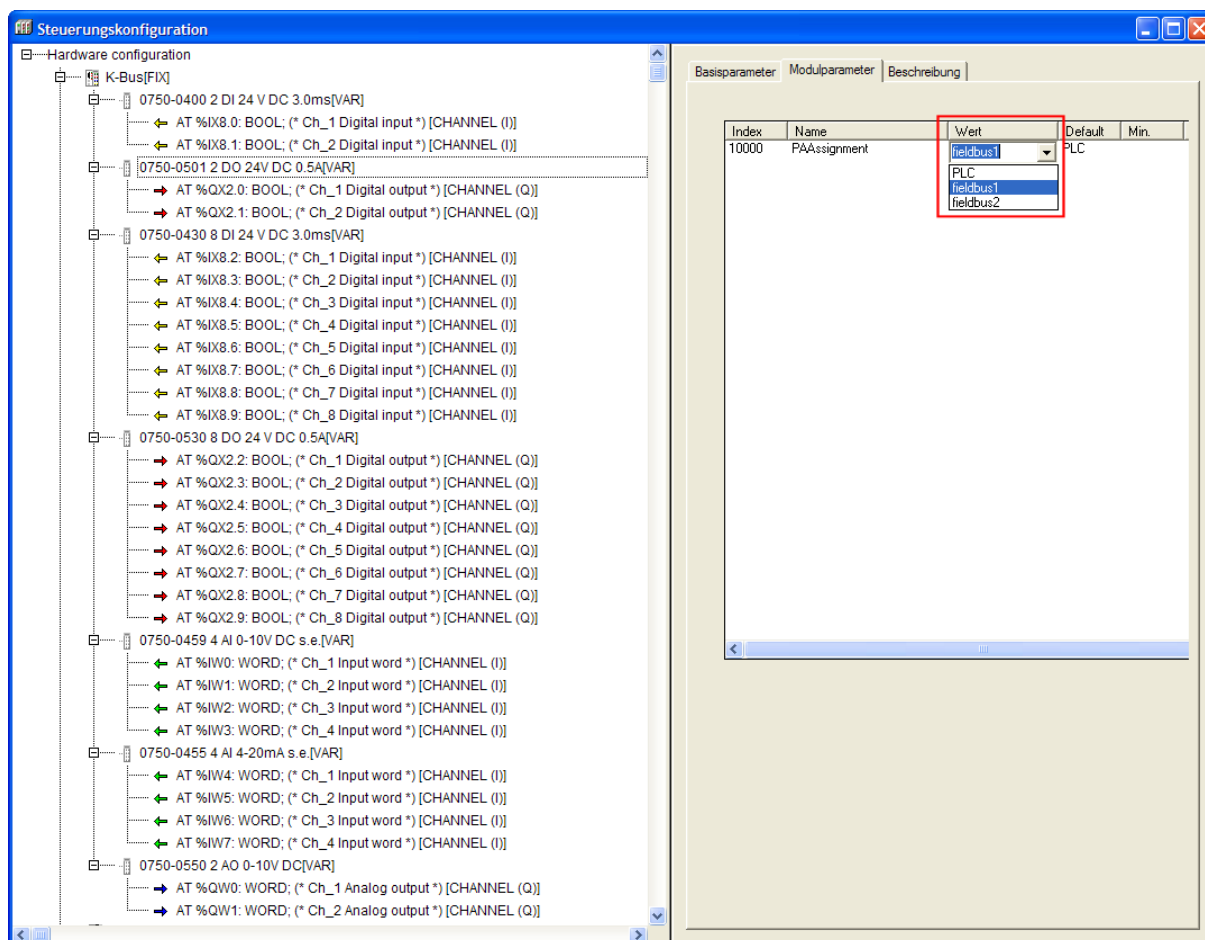 Steuerungskonfiguration
Hardware configuration
K-Bus[FIX]
0750-0400 2 DI 24 V DC 3.0ms[VAR]
AT %IX8.0: BOOL; (* Ch_1 Digital input *) [CHANNEL (I)]
AT %IX8.1: BOOL; (* Ch_2 Digital input *) [CHANNEL (I)]
0750-0501 2 DO 24V DC 0.5A[VAR]
AT %QX2.0: BOOL; (* Ch_1 Digital output *) [CHANNEL (Q)]
AT %QX2.1: BOOL; (* Ch_2 Digital output *) [CHANNEL (Q)]
0750-0430 8 DI 24 V DC 3.0ms[VAR]
AT %IX8.2: BOOL; (* Ch_1 Digital input *) [CHANNEL (I)]
AT %IX8.3: BOOL; (* Ch_2 Digital input *) [CHANNEL (I)]
AT %IX8.4: BOOL; (* Ch_3 Digital input *) [CHANNEL (I)]
AT %IX8.5: BOOL; (* Ch_4 Digital input *) [CHANNEL (I)]
AT %IX8.6: BOOL; (* Ch_5 Digital input *) [CHANNEL (I)]
AT %IX8.7: BOOL; (* Ch_6 Digital input *) [CHANNEL (I)]
AT %IX8.8: BOOL; (* Ch_7 Digital input *) [CHANNEL (I)]
AT %IX8.9: BOOL; (* Ch_8 Digital input *) [CHANNEL (I)]
0750-0530 8 DO 24 V DC 0.5A[VAR]
AT %QX2.2: BOOL; (* Ch_1 Digital output *) [CHANNEL (Q)]
AT %QX2.3: BOOL; (* Ch_2 Digital output *) [CHANNEL (Q)]
AT %QX2.4: BOOL; (* Ch_3 Digital output *) [CHANNEL (Q)]
AT %QX2.5: BOOL; (* Ch_4 Digital output *) [CHANNEL (Q)]
AT %QX2.6: BOOL; (* Ch_5 Digital output *) [CHANNEL (Q)]
AT %QX2.7: BOOL; (* Ch_6 Digital output *) [CHANNEL (Q)]
AT %QX2.8: BOOL; (* Ch_7 Digital output *) [CHANNEL (Q)]
AT %QX2.9: BOOL; (* Ch_8 Digital output *) [CHANNEL (Q)]
0750-0459 4 AI 0-10V DC s.e.[VAR]
AT %IW0: WORD; (* Ch_1 Input word *) [CHANNEL (I)]
AT %IW1: WORD; (* Ch_2 Input word *) [CHANNEL (I)]
AT %IW2: WORD; (* Ch_3 Input word *) [CHANNEL (I)]
AT %IW3: WORD; (* Ch_4 Input word *) [CHANNEL (I)]
0750-0455 4 AI 4-20mA s.e.[VAR]
AT %IW4: WORD; (* Ch_1 Input word *) [CHANNEL (I)]
AT %IW5: WORD; (* Ch_2 Input word *) [CHANNEL (I)]
AT %IW6: WORD; (* Ch_3 Input word *) [CHANNEL (I)]
AT %IW7: WORD; (* Ch_4 Input word *) [CHANNEL (I)]
0750-0550 2 AO 0-10V DC[VAR]
AT %QW0: WORD; (* Ch_1 Analog output *) [CHANNEL (Q)]
AT %QW1: WORD; (* Ch_2 Analog output *) [CHANNEL (Q)]
Basisparameter Modulparameter Beschreibung
Index Name Wert Default Min.
10000 PAAssignment fieldbus1 PLC
PLC
fieldbus1
fieldbus2